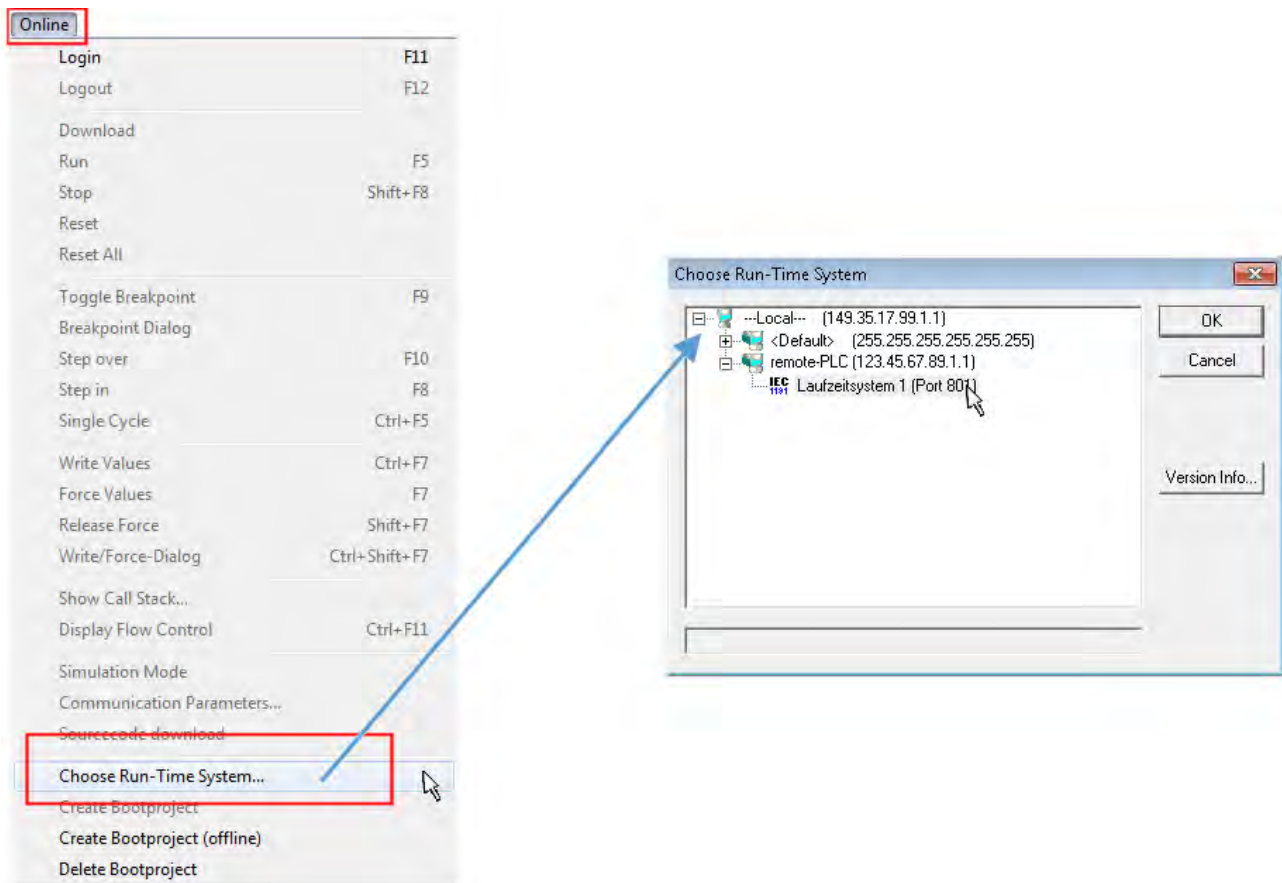 Online
Login F11
Logout F12
Download
Run F5
Stop Shift+F8
Reset
Reset All
Toggle Breakpoint F9
Breakpoint Dialog
Step over F10
Step in F8
Single Cycle Ctrl+F5
Write Values Ctrl+F7
Force Values F7
Release Force Shift+F7
Write/Force-Dialog Ctrl+Shift+F7
Show Call Stack...
Display Flow Control Ctrl+F11
Simulation Mode
Communication Parameters...
Sourcecode download
Choose Run-Time System...
Create Bootproject
Create Bootproject (offline)
Delete Bootproject
Choose Run-Time System
---Local--- (149.35.17.99.1.1)
<Default> (255.255.255.255.255.255)
remote-PLC (123.45.67.89.1.1)
IEC
1131
Laufzeitsystem 1 (Port 801)
OK
Cancel
Version Info...